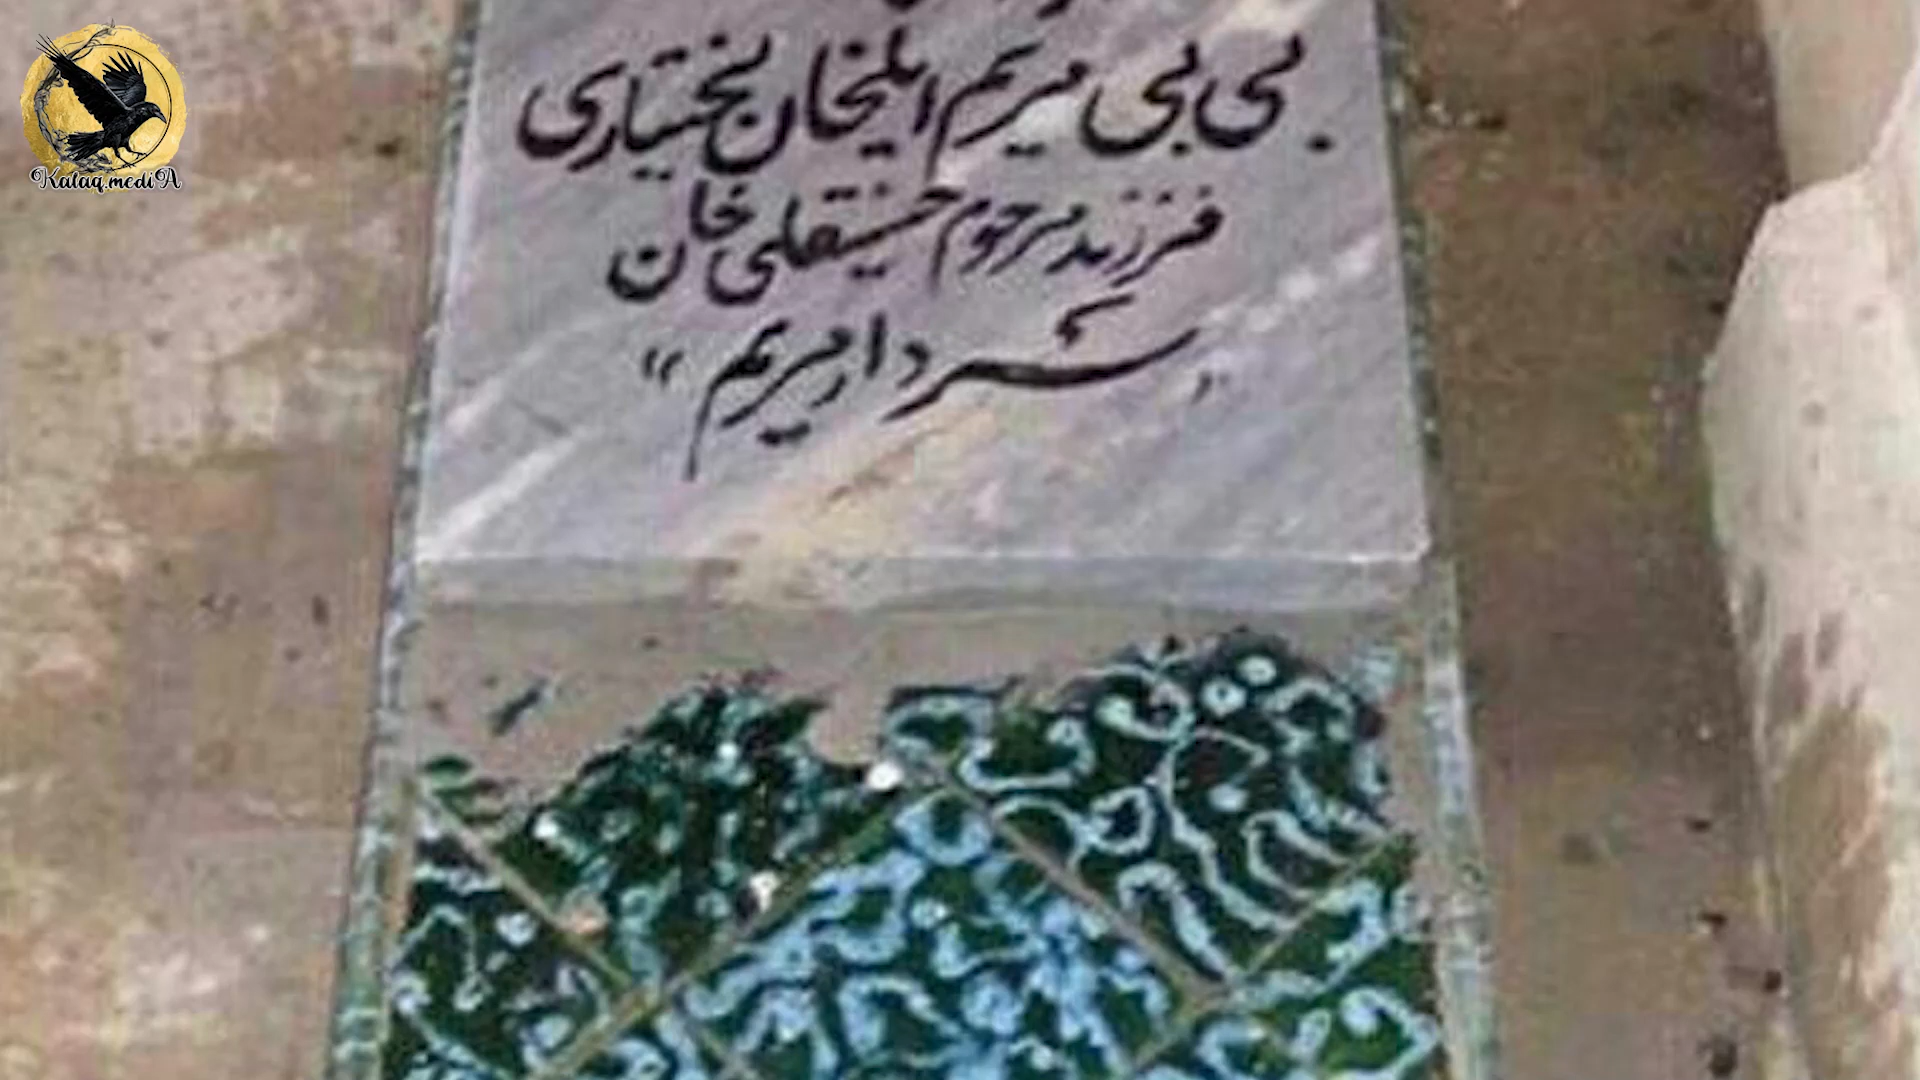 بی بی مریم ایلخان بختیاری
فرزند مرحوم حسینقلی خان
"سردار مریم"
Kalaq.mediA